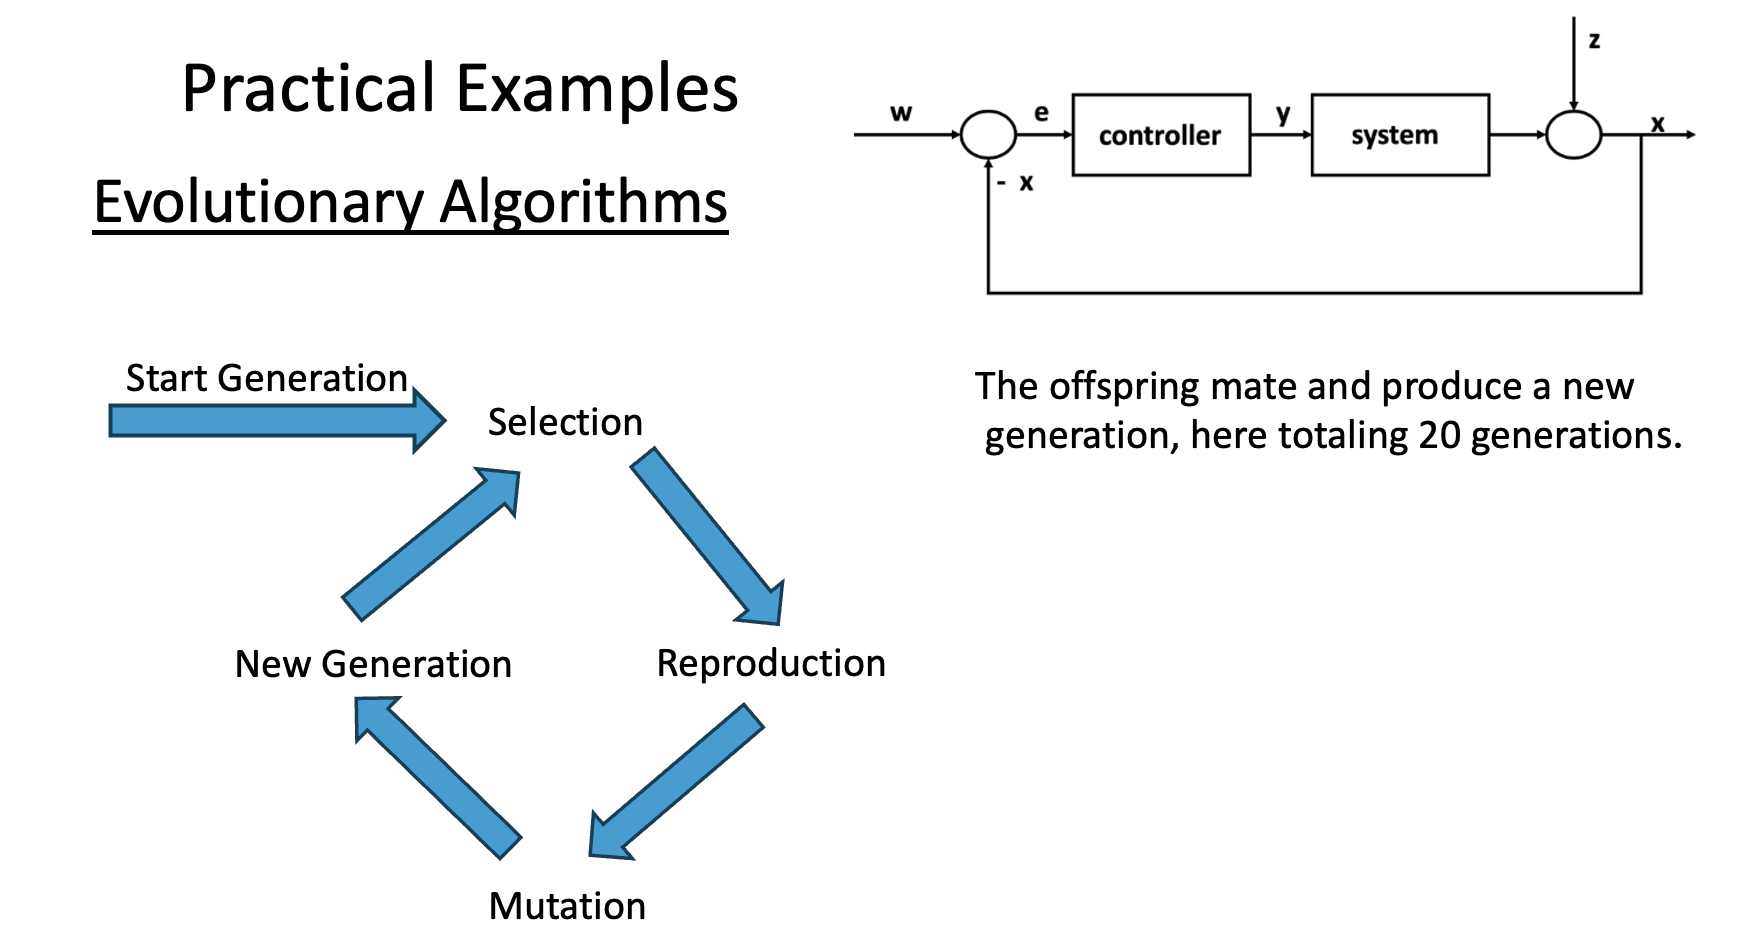 Practical Examples
Evolutionary Algorithms
z
w
e
controller
y
system
x
- x
Start Generation
Selection
The offspring mate and produce a new
generation, here totaling 20 generations.
New Generation
Reproduction
Mutation